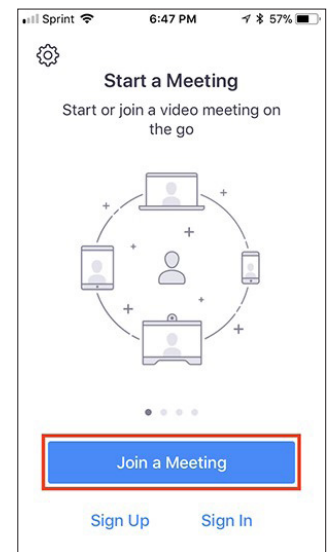 Sprint 6:47 PM 57%
Start a Meeting
Start or join a video meeting on
the go
Join a Meeting
Sign Up Sign In